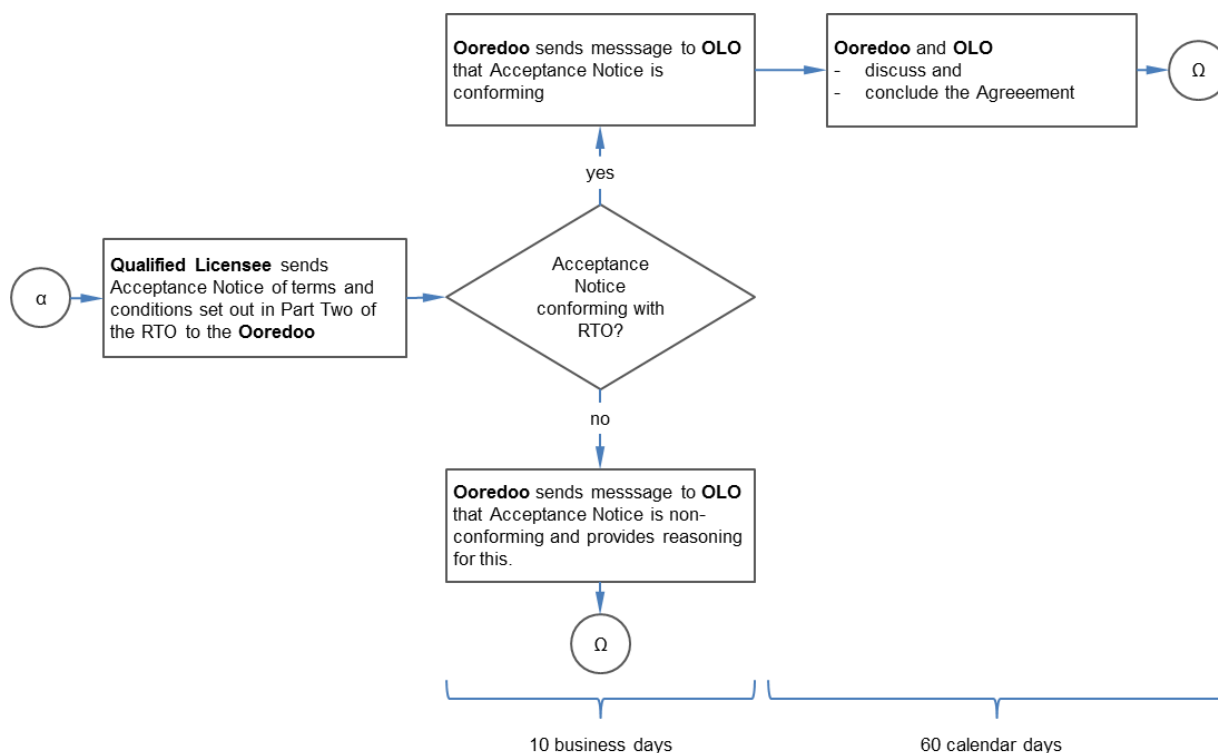 Ooredoo sends messsage to OLO
that Acceptance Notice is
conforming
Ooredoo and OLO
- discuss and
- conclude the Agreeement
Ω
yes
α
Qualified Licensee sends
Acceptance Notice of terms and
conditions set out in Part Two of
the RTO to the Ooredoo
Acceptance
Notice
conforming with
RTO?
no
Ooredoo sends messsage to OLO
that Acceptance Notice is non-
conforming and provides reasoning
for this.
Ω
10 business days
60 calendar days